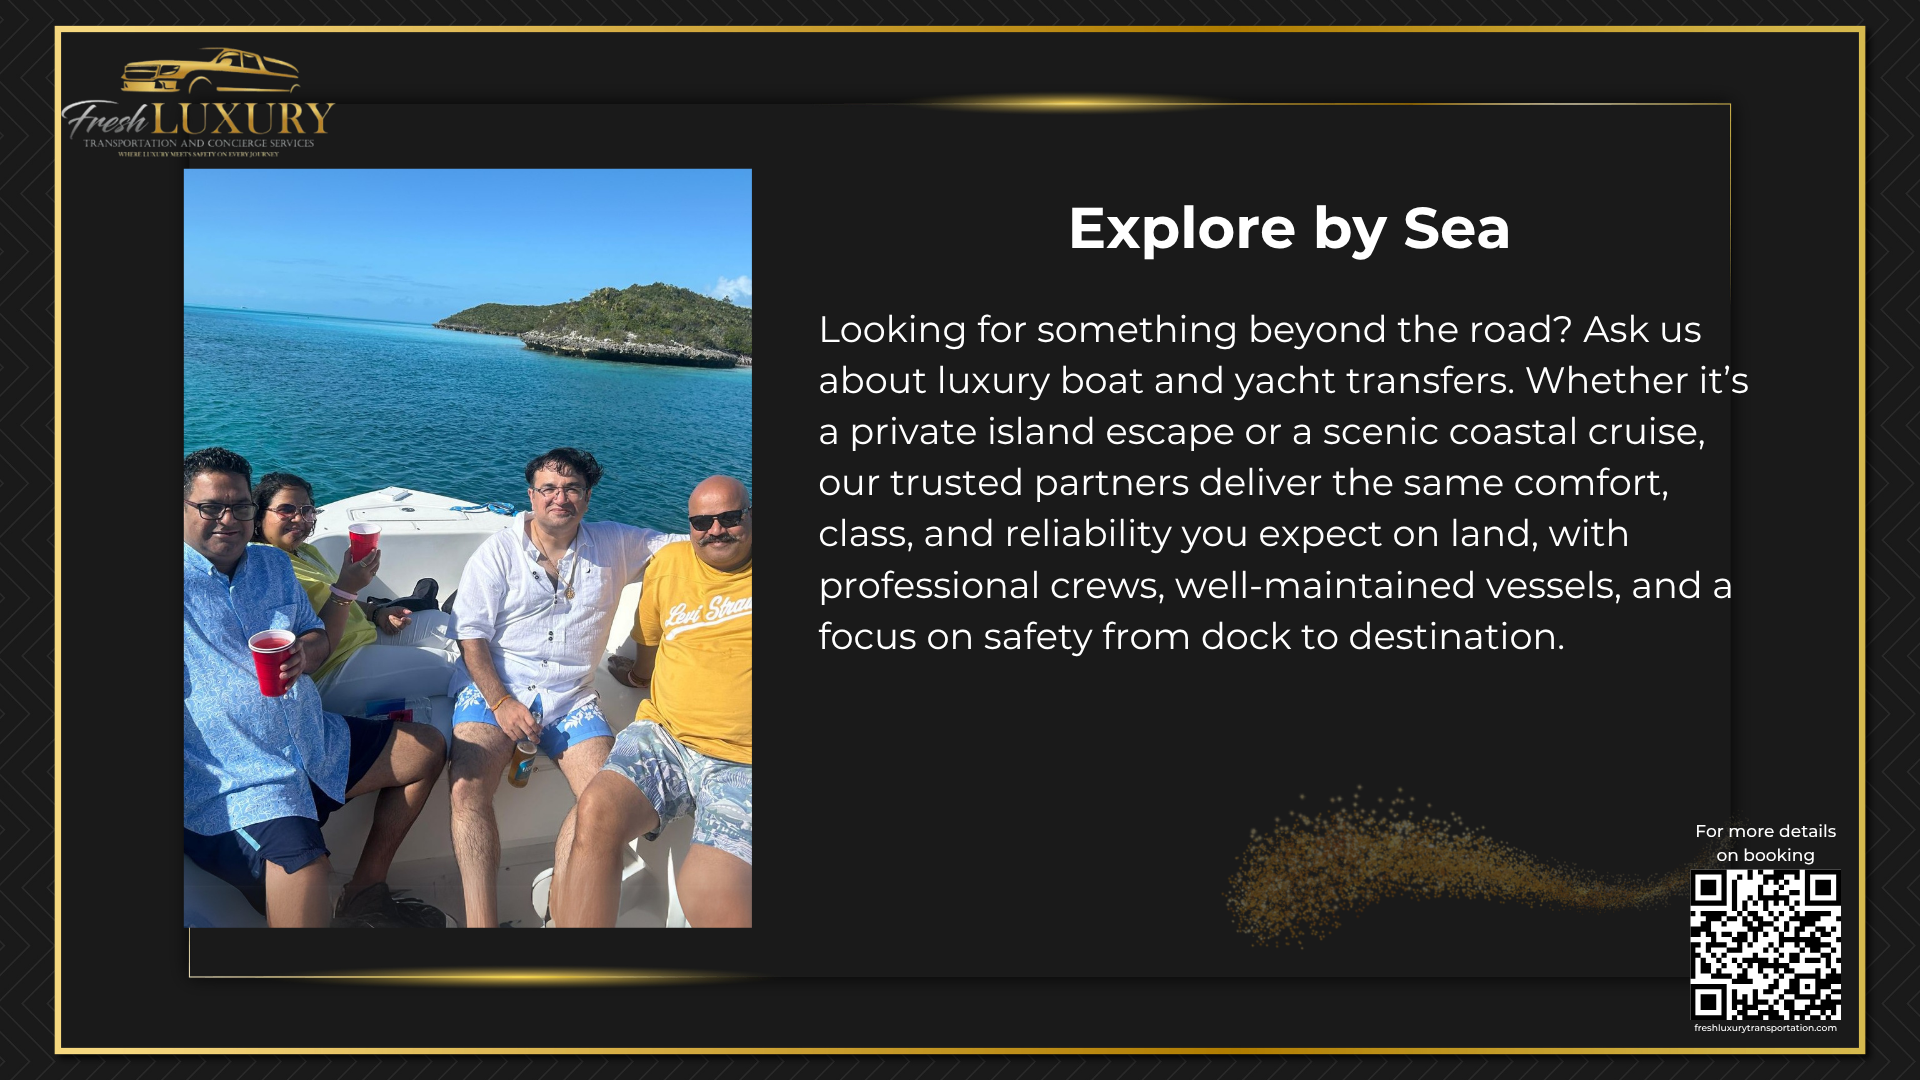 Fresh LUXURY
TRANSPORTATION AND CONCIERGE SERVICES
WHERE LUXURY MEETS SAFETY ON EVERY JOURNEY
Explore by Sea
Looking for something beyond the road? Ask us
about luxury boat and yacht transfers. Whether it’s
a private island escape or a scenic coastal cruise,
our trusted partners deliver the same comfort,
class, and reliability you expect on land, with
professional crews, well-maintained vessels, and a
focus on safety from dock to destination.
Levi Strau
For more details
on booking
freshluxurytransportation.com